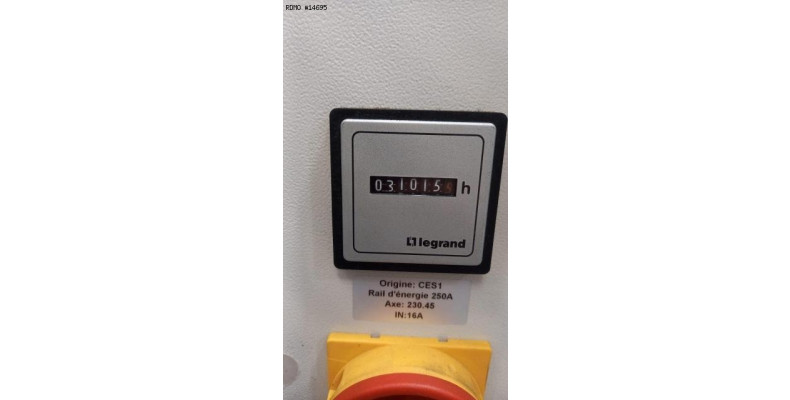 RDMO W14695
031015
h
legrand
Origine: CES1
Rail d'énergie 250A
Axe: 230.45
IN:16A